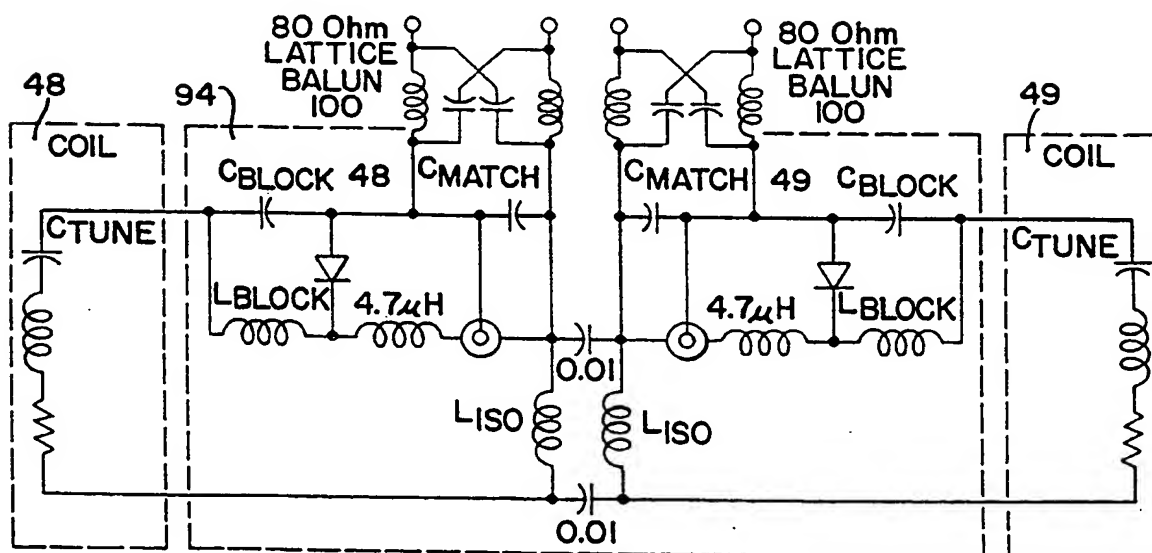 80 Ohm
LATTICE
BALUN
100
80 Ohm
LATTICE
BALUN
100
48
94
49
COIL
COIL
CBLOCK 48
CMATCH
CMATCH 49
CBLOCK
CTUNE
CTUNE
LBLOCK
4.7μH
4.7μH
LBLOCK
0.01
LISO
LISO
0.01